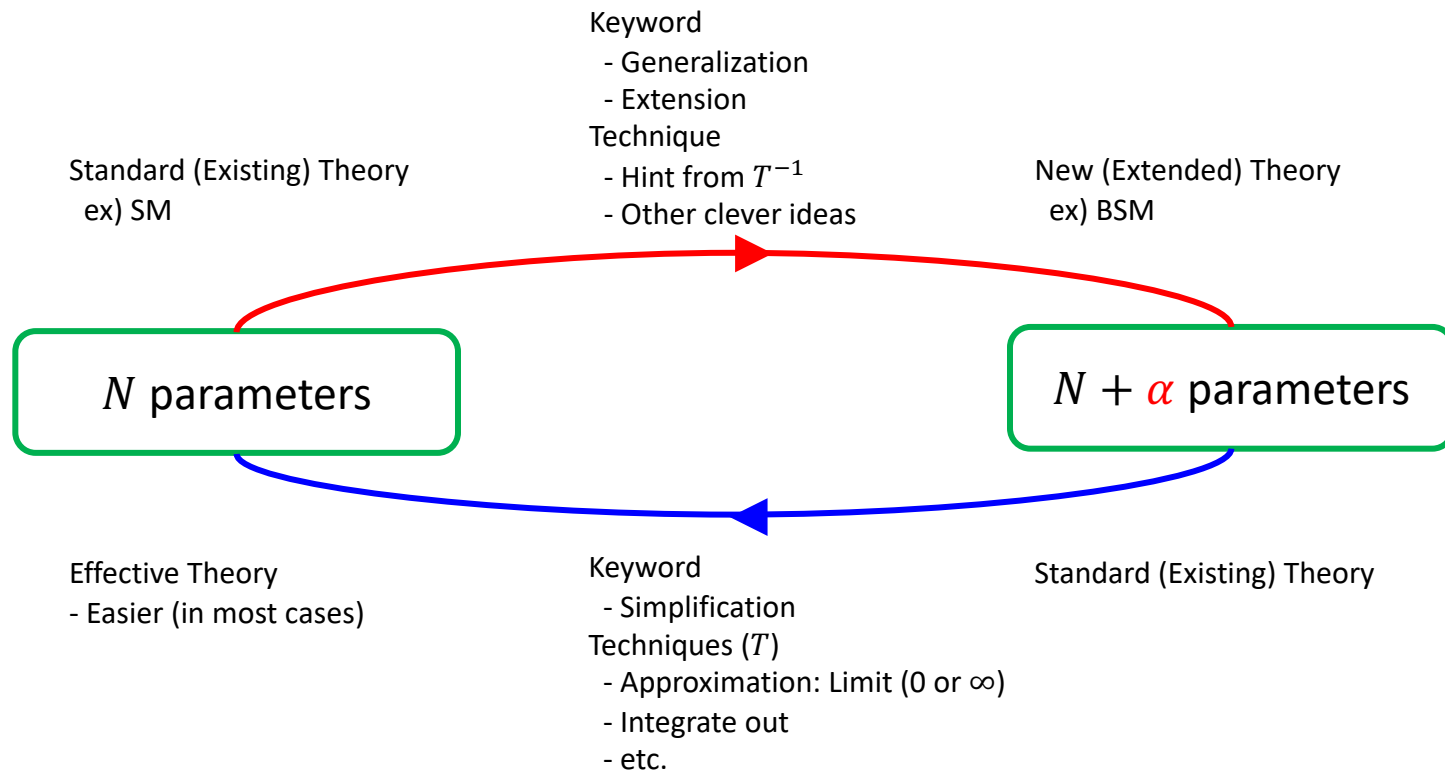 Keyword
- Generalization
- Extension
Technique
- Hint from T⁻¹
- Other clever ideas
Standard (Existing) Theory
ex) SM
New (Extended) Theory
ex) BSM
N parameters
N + α parameters
Effective Theory
- Easier (in most cases)
Keyword
- Simplification
Techniques (T)
- Approximation: Limit (0 or ∞)
- Integrate out
- etc.
Standard (Existing) Theory